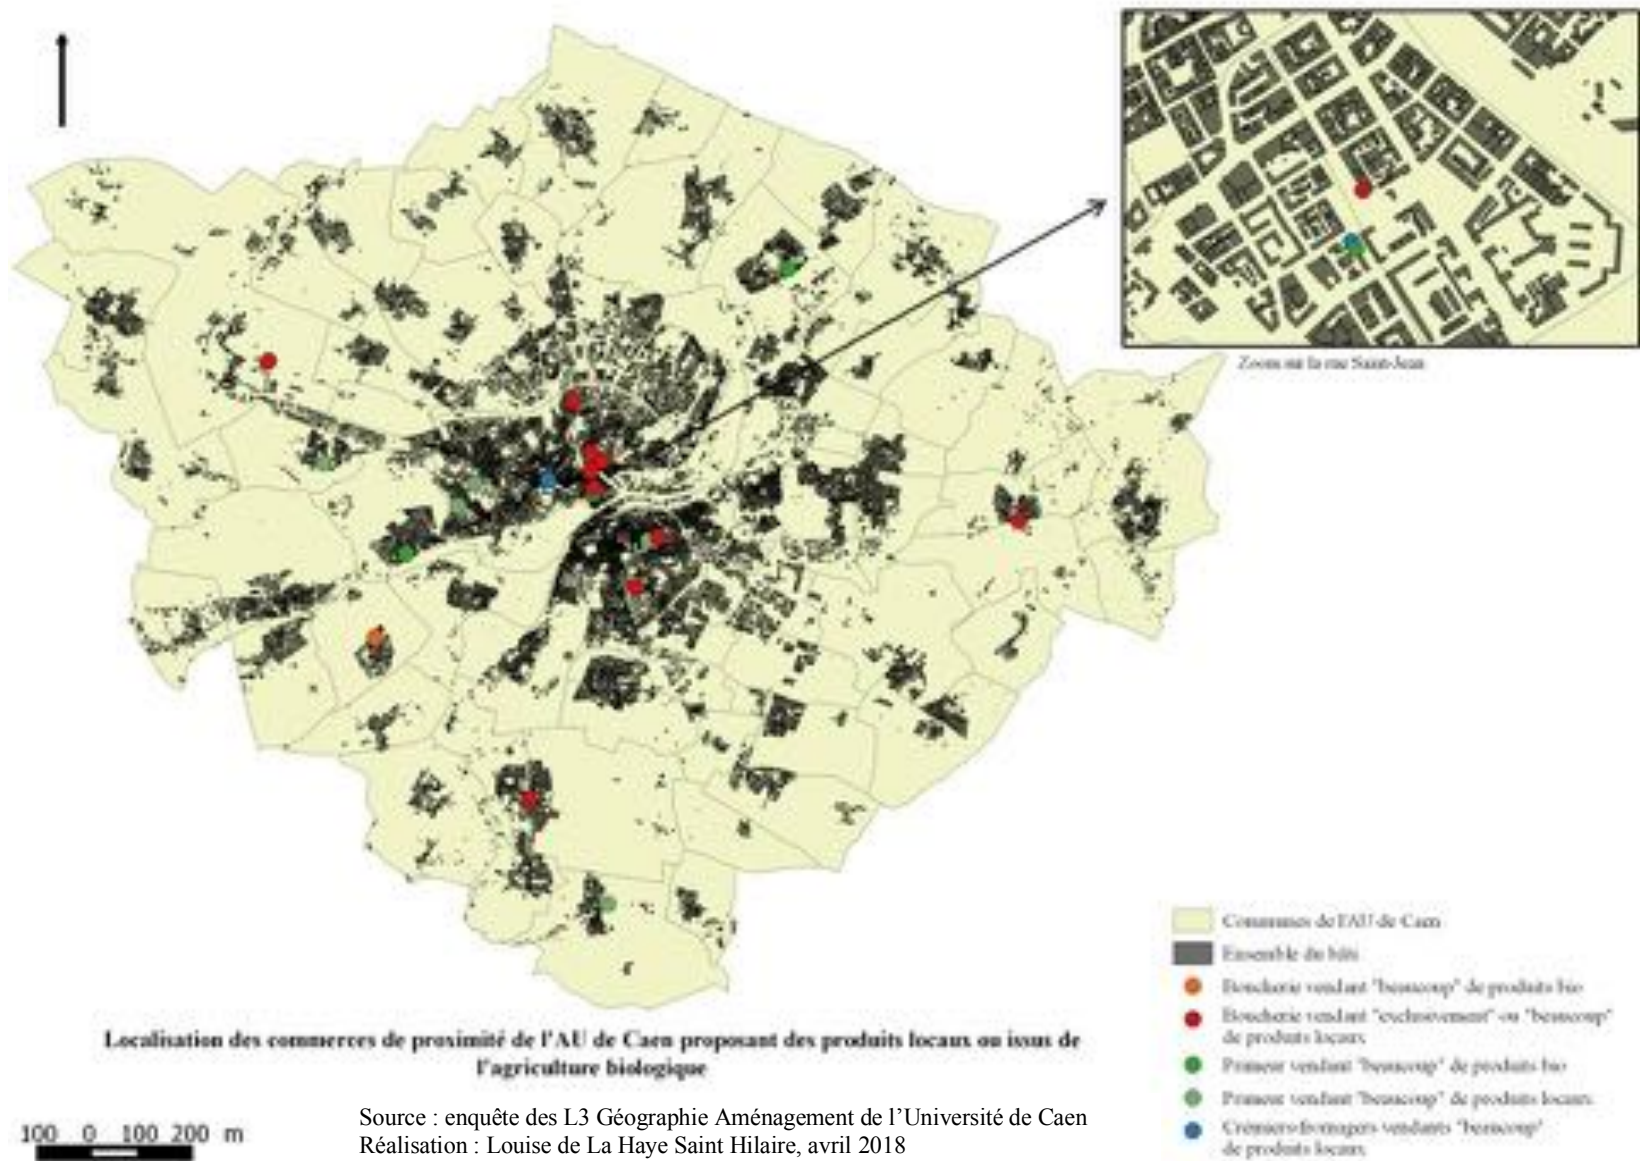 Zoom sur la rue Saint-Jean
Communes de l'AU de Caen
Ensemble du bâti
Boucherie vendant "beaucoup" de produits bio
Boucherie vendant "exclusivement" ou "beaucoup"
de produits locaux
Primeur vendant "beaucoup" de produits bio
Primeur vendant "beaucoup" de produits locaux
Crémiers-fromagers vendants "beaucoup"
de produits locaux
Localisation des commerces de proximité de l'AU de Caen proposant des produits locaux ou issus de
l'agriculture biologique
Source : enquête des L3 Géographie Aménagement de l'Université de Caen
Réalisation : Louise de La Haye Saint Hilaire, avril 2018
100 0 100 200 m